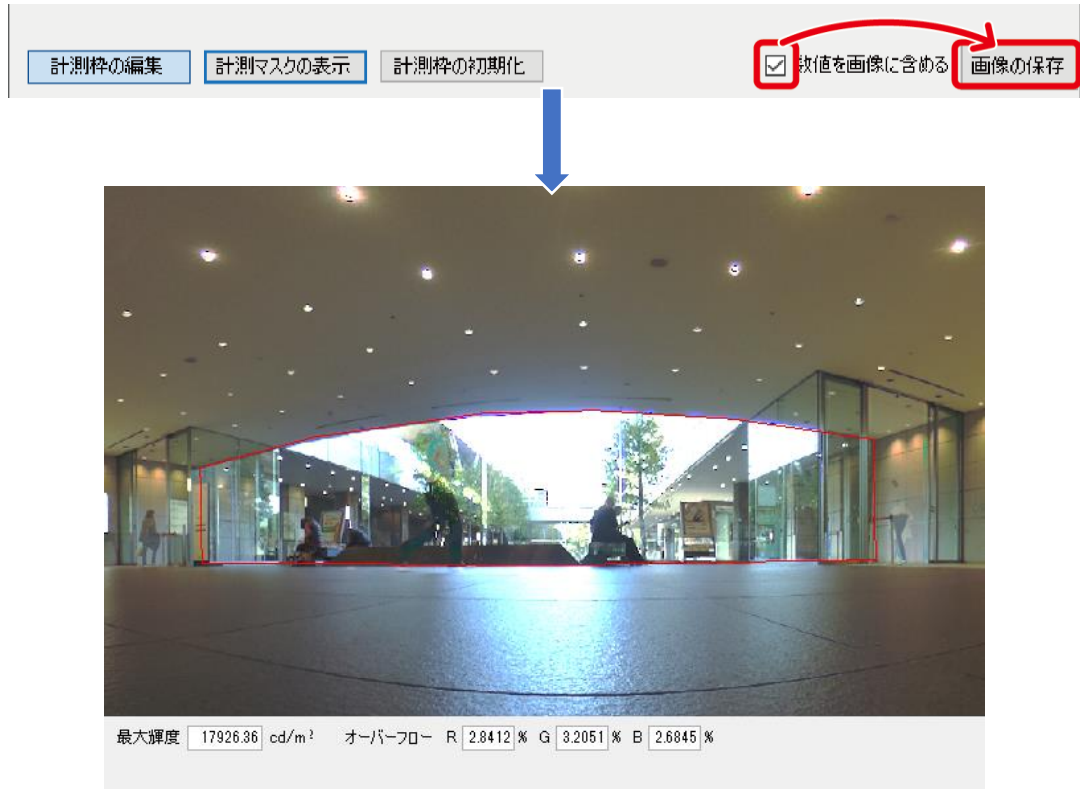 計測枠の編集 計測マスクの表示 計測枠の初期化 数値を画像に含める 画像の保存
最大輝度 17926.36 cd/m² オーバーフロー R 2.8412 % G 3.2051 % B 2.6845 %